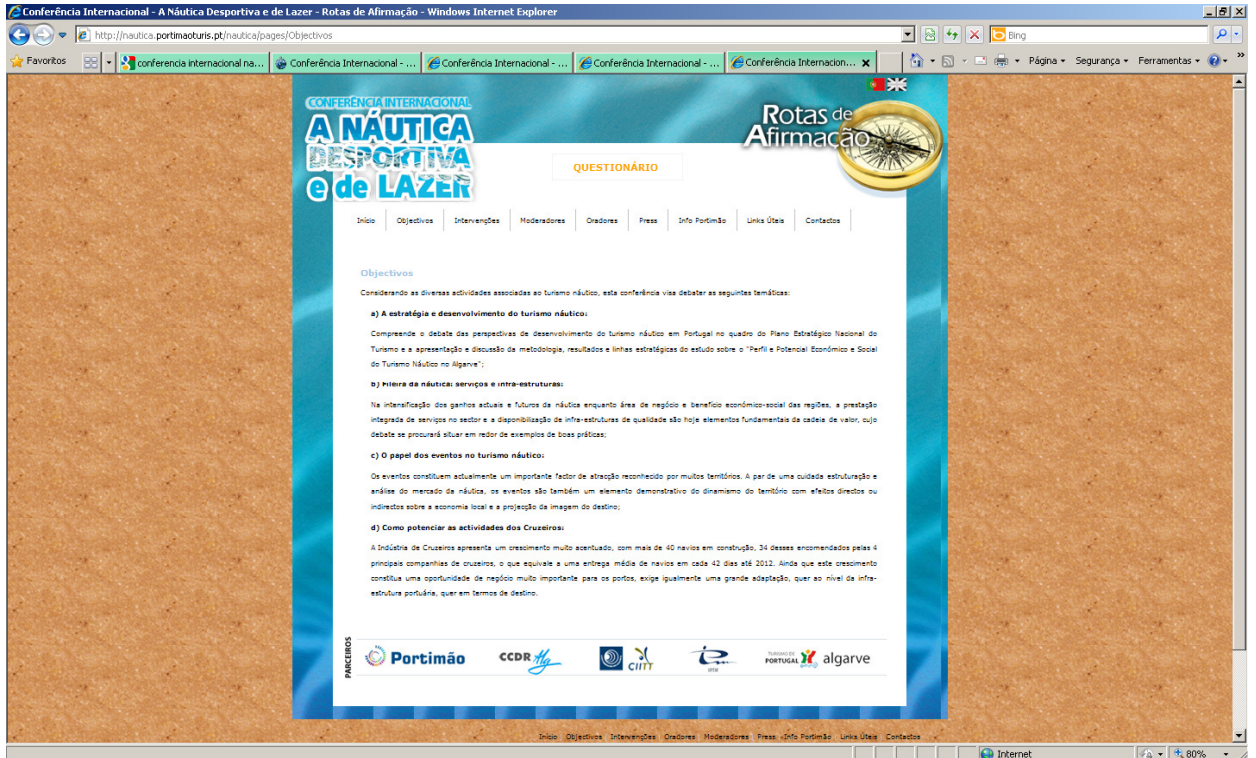 Conferência Internacional - A Náutica Desportiva e de Lazer - Rotas de Afirmação - Windows Internet Explorer
http://nautica.portimaoturis.pt/nautica/pages/Objectivos
Bing
Favoritos
conferencia internacional na...
Conferência Internacional - ...
Conferência Internacional - ...
Conferência Internacional - ...
Conferência Internacion...
Página
Segurança
Ferramentas
CONFERÊNCIA INTERNACIONAL
A NÁUTICA
DESPORTIVA
e de LAZER
Rotas de
Afirmação
QUESTIONÁRIO
Início
Objectivos
Intervenções
Moderadores
Oradores
Press
Info Portimão
Links Úteis
Contactos
Objectivos
Considerando as diversas actividades associadas ao turismo náutico, esta conferência visa debater as seguintes temáticas:
a) A estratégia e desenvolvimento do turismo náutico:
Compreende o debate das perspectivas de desenvolvimento do turismo náutico em Portugal no quadro do Plano Estratégico Nacional do
Turismo e a apresentação e discussão da metodologia, resultados e linhas estratégicas do estudo sobre o "Perfil e Potencial Económico e Social
do Turismo Náutico no Algarve";
b) Fileira da náutica: serviços e infra-estruturas:
Na intensificação dos ganhos actuais e futuros da náutica enquanto área de negócio e benefício económico-social das regiões, a prestação
integrada de serviços no sector e a disponibilização de infra-estruturas de qualidade são hoje elementos fundamentais da cadeia de valor, cujo
debate se procurará situar em redor de exemplos de boas práticas;
c) O papel dos eventos no turismo náutico:
Os eventos constituem actualmente um importante factor de atracção reconhecido por muitos territórios. A par de uma cuidada estruturação e
análise do mercado da náutica, os eventos são também um elemento demonstrativo do dinamismo do território com efeitos directos ou
indirectos sobre a economia local e a projecção da imagem do destino;
d) Como potenciar as actividades dos Cruzeiros:
A Indústria de Cruzeiros apresenta um crescimento muito acentuado, com mais de 40 navios em construção, 34 desses encomendados pelas 4
principais companhias de cruzeiros, o que equivale a uma entrega média de navios em cada 42 dias até 2012. Ainda que este crescimento
constitua uma oportunidade de negócio muito importante para os portos, exige igualmente uma grande adaptação, quer ao nível da infra-
estrutura portuária, quer em termos de destino.
PARCEIROS
Portimão
CCDR Alg
CIITT
IPTM
TURISMO DE
PORTUGAL
algarve
Início Objectivos Intervenções Oradores Moderadores Press Info Portimão Links Úteis Contactos
Internet
80%